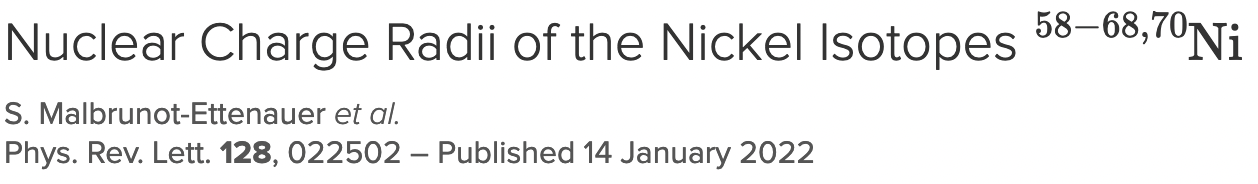 Nuclear Charge Radii of the Nickel Isotopes ⁵⁸⁻⁶⁸,⁷⁰Ni
S. Malbrunot-Ettenauer et al.
Phys. Rev. Lett. 128, 022502 – Published 14 January 2022